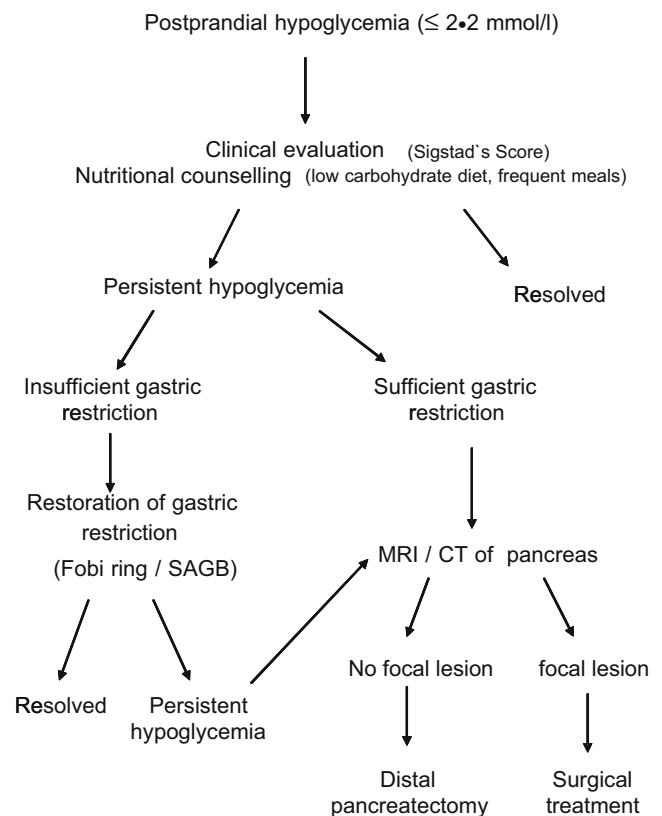 Postprandial hypoglycemia (≤ 2•2 mmol/l)
Clinical evaluation (Sigstad`s Score)
Nutritional counselling (low carbohydrate diet, frequent meals)
Persistent hypoglycemia
Resolved
Insufficient gastric
restriction
Sufficient gastric
restriction
Restoration of gastric
restriction
(Fobi ring / SAGB)
MRI / CT of pancreas
Resolved
Persistent
hypoglycemia
No focal lesion
focal lesion
Distal
pancreatectomy
Surgical
treatment